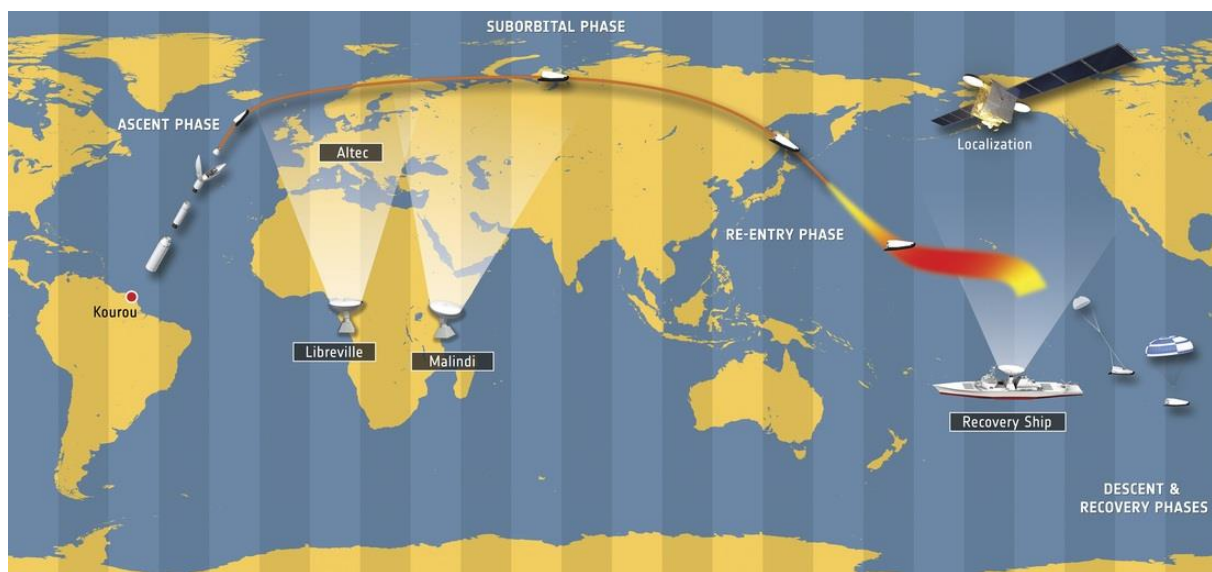 SUBORBITAL PHASE
ASCENT PHASE
Altec
Localization
RE-ENTRY PHASE
Kourou
Libreville
Malindi
Recovery Ship
DESCENT &
RECOVERY PHASES